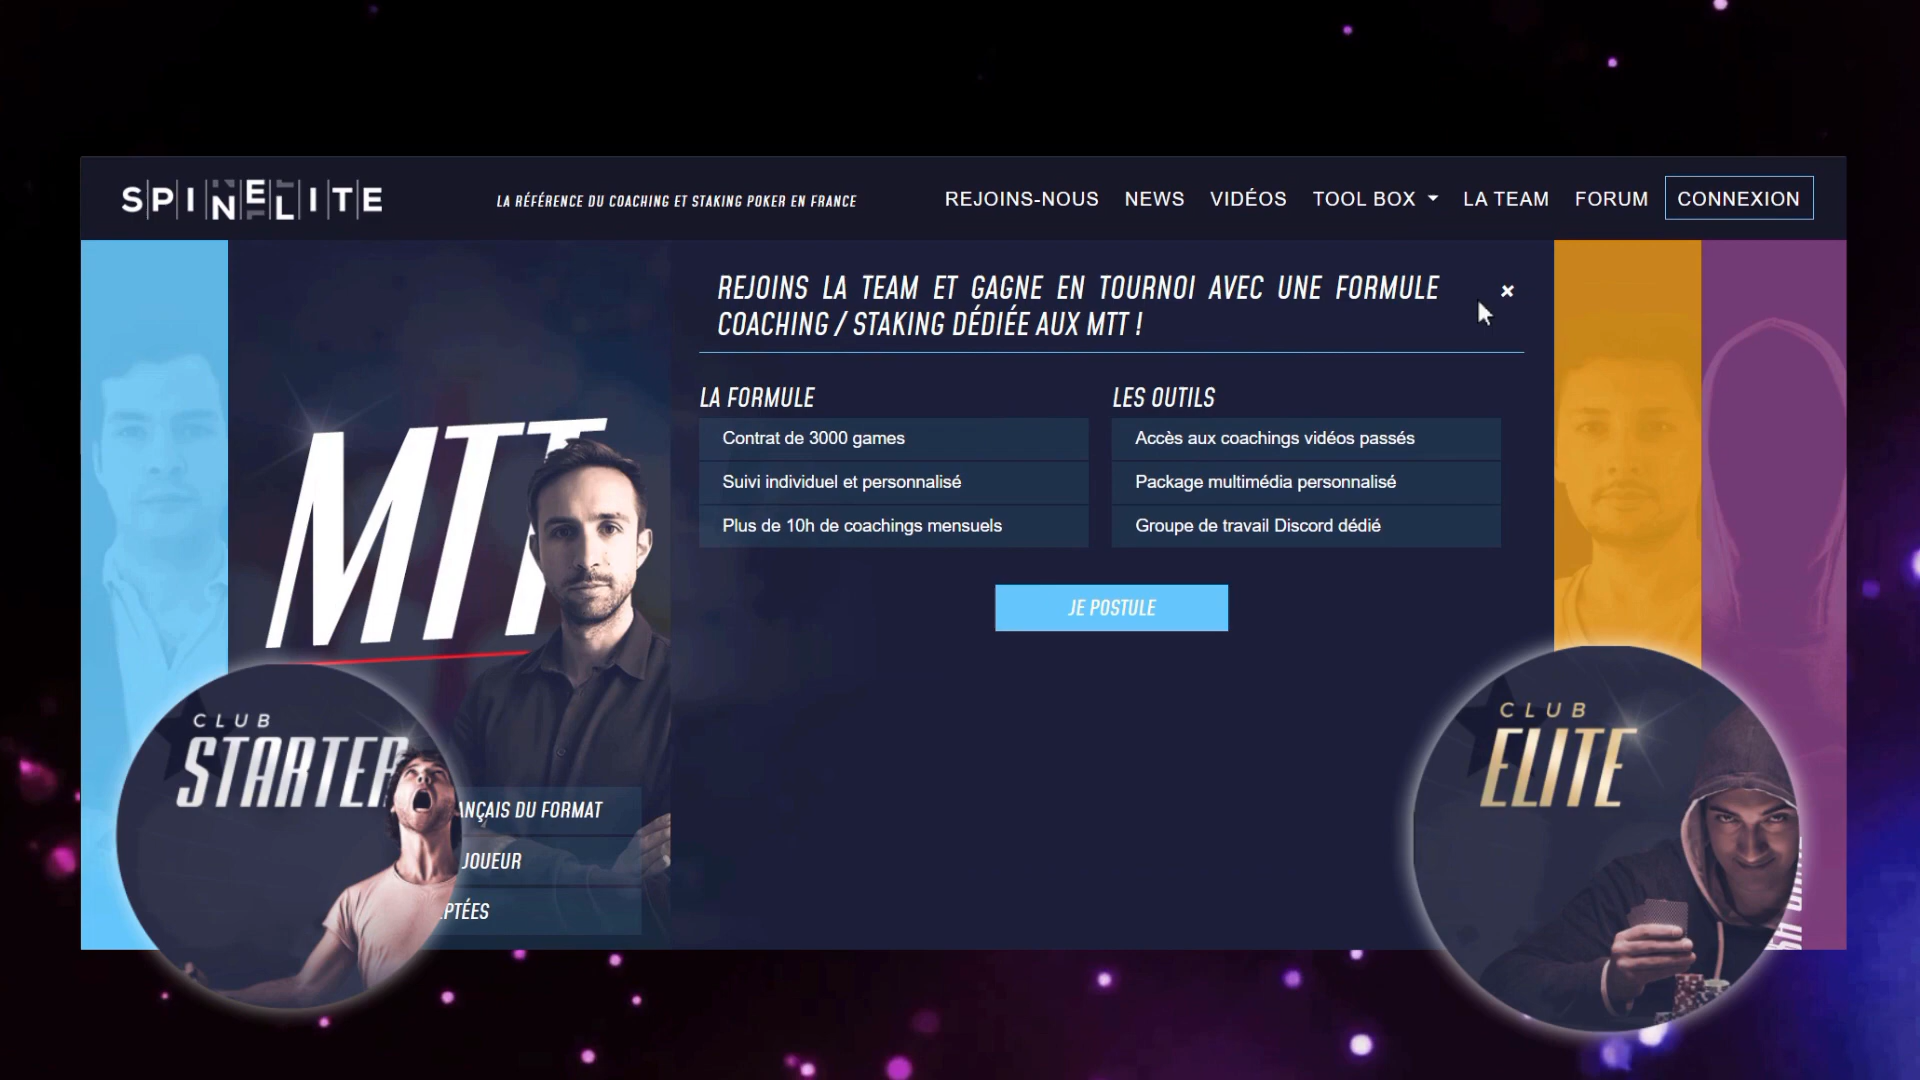 SPINELITE
LA RÉFÉRENCE DU COACHING ET STAKING POKER EN FRANCE
REJOINS-NOUS
NEWS
VIDÉOS
TOOL BOX
LA TEAM
FORUM
CONNEXION
REJOINS LA TEAM ET GAGNE EN TOURNOI AVEC UNE FORMULE
COACHING / STAKING DÉDIÉE AUX MTT !
LA FORMULE
Contrat de 3000 games
Suivi individuel et personnalisé
Plus de 10h de coachings mensuels
LES OUTILS
Accès aux coachings vidéos passés
Package multimédia personnalisé
Groupe de travail Discord dédié
JE POSTULE
MTT
DU FORMAT
JOUEUR
CLUB
STARTER
CLUB
ELITE